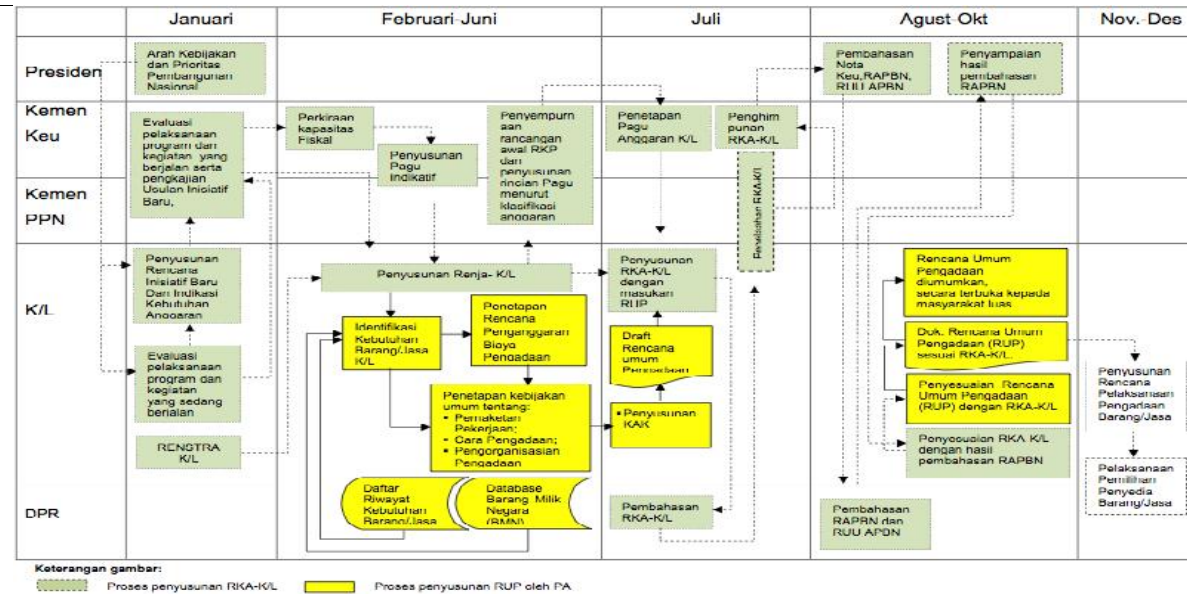 Januari
Februari-Juni
Juli
Agust-Okt
Nov.-Des
Presiden
Arah Kebijakan
dan Prioritas
Pembangunan
Nasional
Pembahasan
Nota
Keu,RAPBN,
RUU APBN
Penyampaian
hasil
pembahasan
RAPBN
Kemen
Keu
Evaluasi
pelaksanaan
program dan
kegiatan yang
berjalan serta
pengkajian
Usulan Inisiatif
Baru,
Perkiraan
kapasitas
Fiskal
Penyusunan
Pagu
Indikatif
Penyempurn
aan
rancangan
awal RKP dan
penyusunan
rincian Pagu
menurut
klasifikasi
anggaran
Penetapan
Pagu
Anggaran K/L
Penghim
punan
RKA-K/L
RKA-K/L
Kemen
PPN
K/L
Penyusunan
Rencana
Inisiatif Baru
Dan Indikasi
Kebutuhan
Anggaran
Evaluasi
pelaksanaan
program dan
kegiatan
yang sedang
berjalan
RENSTRA
K/L
Penyusunan Renja- K/L
Identifikasi
Kebutuhan
Barang/Jasa
K/L
Penetapan
Rencana
Penganggaran
Biaya
Pengadaan
Penetapan kebijakan
umum tentang:
• Pemaketan
Pekerjaan;
• Cara Pengadaan;
• Pengorganisasian
Pengadaan
Penyusunan
RKA-K/L
dengan
masukan
RUP
Draft
Rencana
umum
Pengadaan
• Penyusunan
KAK
Rencana Umum
Pengadaan
diumumkan,
secara terbuka kepada
masyarakat luas
Dok. Rencana Umum
Pengadaan (RUP)
sesuai RKA-K/L.
Penyesuaian Rencana
Umum Pengadaan
(RUP) dengan RKA-K/L
Penyesuaian RKA K/L
dengan hasil
pembahasan RAPBN
Penyusunan
Rencana
Pelaksanaan
Pengadaan
Barang/Jasa
Pelaksanaan
Pemilihan
Penyedia
Barang/Jasa
DPR
Daftar
Riwayat
Kebutuhan
Barang/Jasa
Database
Barang Milik
Negara
(BMN)
Pembahasan
RKA-K/L
Pembahasan
RAPBN dan
RUU APBN
Keterangan gambar:
Proses penyusunan RKA-K/L
Proses penyusunan RUP oleh PA